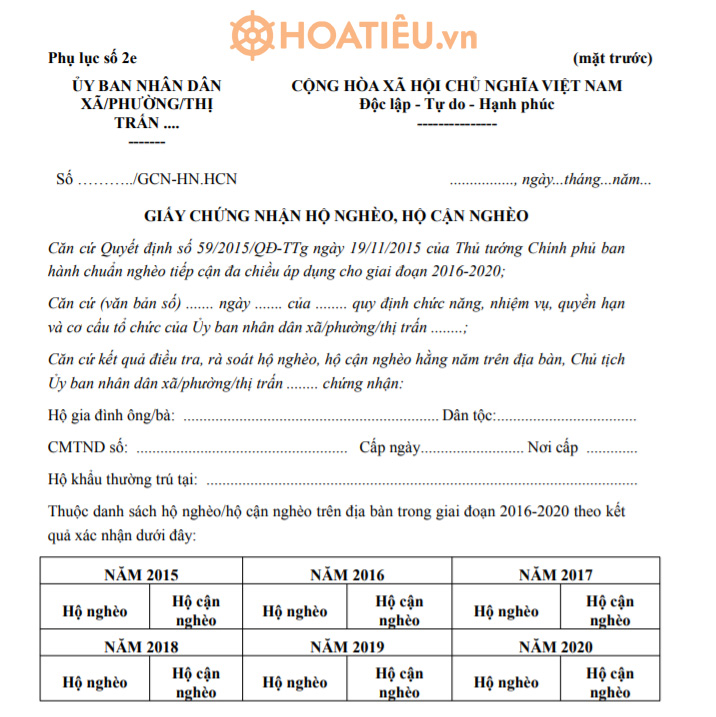 HOATIÊU.vn
Phụ lục số 2e (mặt trước)
ỦY BAN NHÂN DÂN
XÃ/PHƯỜNG/THỊ
TRẤN ....
-------
CỘNG HÒA XÃ HỘI CHỦ NGHĨA VIỆT NAM
Độc lập - Tự do - Hạnh phúc
---------------
Số ………../GCN-HN.HCN ................., ngày...tháng...năm...
GIẤY CHỨNG NHẬN HỘ NGHÈO, HỘ CẬN NGHÈO
Căn cứ Quyết định số 59/2015/QĐ-TTg ngày 19/11/2015 của Thủ tướng Chính phủ ban
hành chuẩn nghèo tiếp cận đa chiều áp dụng cho giai đoạn 2016-2020;
Căn cứ (văn bản số) ....... ngày ....... của ........ quy định chức năng, nhiệm vụ, quyền hạn
và cơ cấu tổ chức của Ủy ban nhân dân xã/phường/thị trấn ........;
Căn cứ kết quả điều tra, rà soát hộ nghèo, hộ cận nghèo hằng năm trên địa bàn, Chủ tịch
Ủy ban nhân dân xã/phường/thị trấn ........ chứng nhận:
Hộ gia đình ông/bà: .................................................... Dân tộc:.............................
CMTND số: ........................................... Cấp ngày..................... Nơi cấp ...........
Hộ khẩu thường trú tại: ........................................................................................
Thuộc danh sách hộ nghèo/hộ cận nghèo trên địa bàn trong giai đoạn 2016-2020 theo kết
quả xác nhận dưới đây:
NĂM 2015 NĂM 2016 NĂM 2017
Hộ nghèo Hộ cận nghèo Hộ nghèo Hộ cận nghèo Hộ nghèo Hộ cận nghèo
NĂM 2018 NĂM 2019 NĂM 2020
Hộ nghèo Hộ cận nghèo Hộ nghèo Hộ cận nghèo Hộ nghèo Hộ cận nghèo